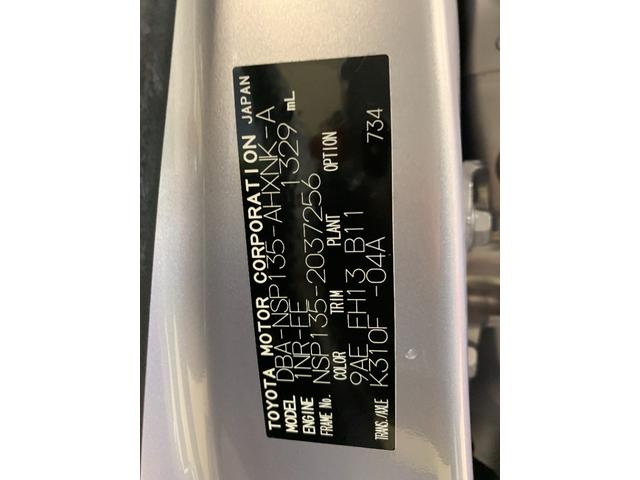 TOYOTA MOTOR CORPORATION JAPAN
MODEL DBA-NSP135-AHXNK-A
ENGINE 1NR-FE 1329 mL
FRAME No. NSP135-2037256
COLOR TRIM PLANT OPTION
9AE FH13 B11 734
TRANS./AXLE K310F -04A